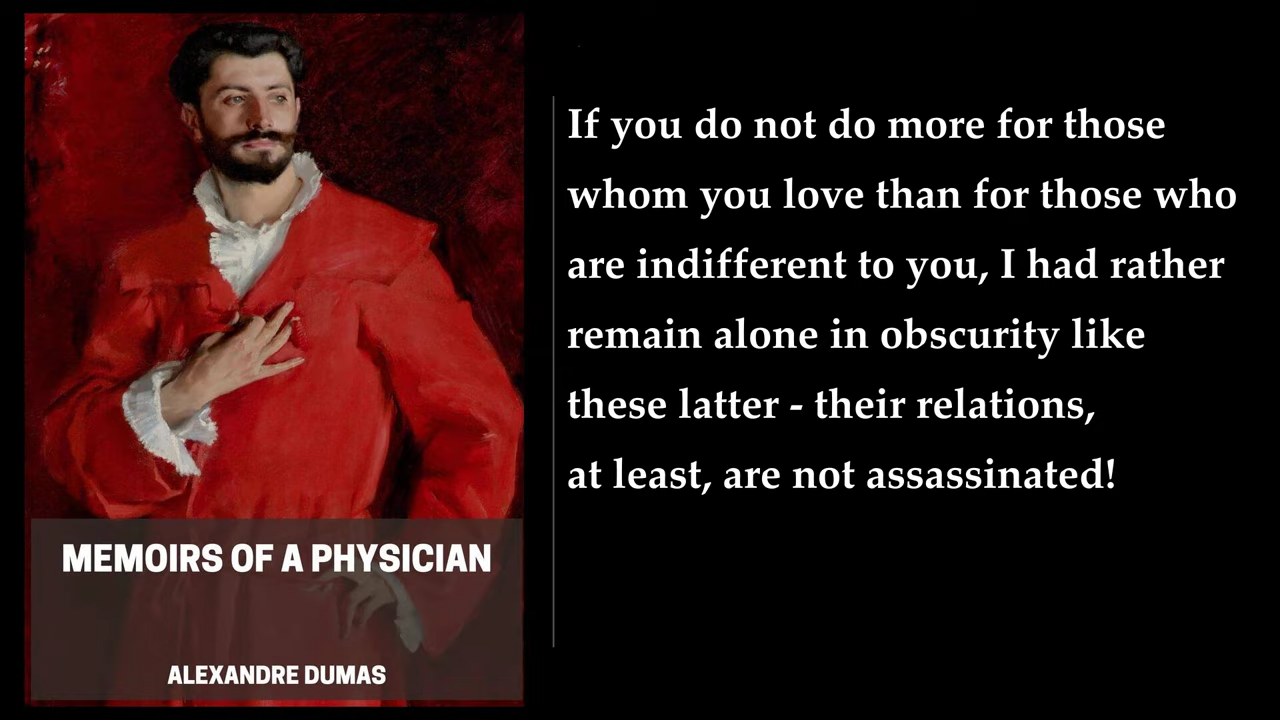 MEMOIRS OF A PHYSICIAN
ALEXANDRE DUMAS
If you do not do more for those
whom you love than for those who
are indifferent to you, I had rather
remain alone in obscurity like
these latter - their relations,
at least, are not assassinated!